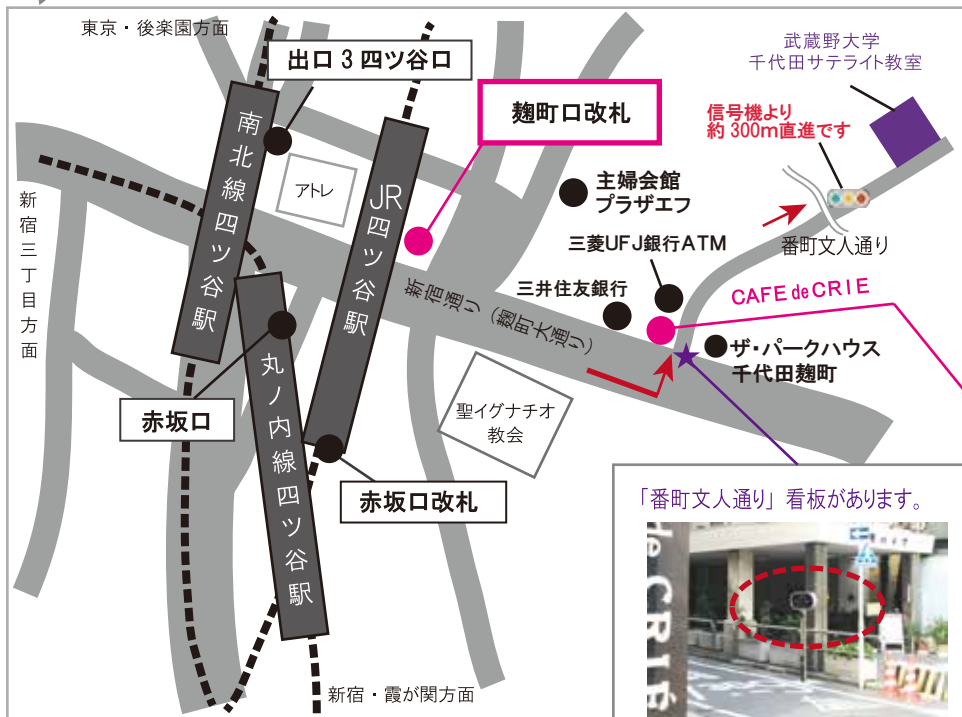 東京・後楽園方面
出口3 四ツ谷口
武蔵野大学
千代田サテライト教室
麹町口改札
信号機より
約300m直進です
南北線四ツ谷駅
アトレ
JR四ツ谷駅
主婦会館
プラザエフ
新宿三丁目方面
三菱UFJ銀行ATM
番町文人通り
新宿通り(麹町大通り)
三井住友銀行
CAFE de CRIE
ザ・パークハウス
千代田麹町
丸ノ内線四ツ谷駅
赤坂口
聖イグナチオ
教会
赤坂口改札
「番町文人通り」看板があります。
de CRIÉ
新宿・霞が関方面